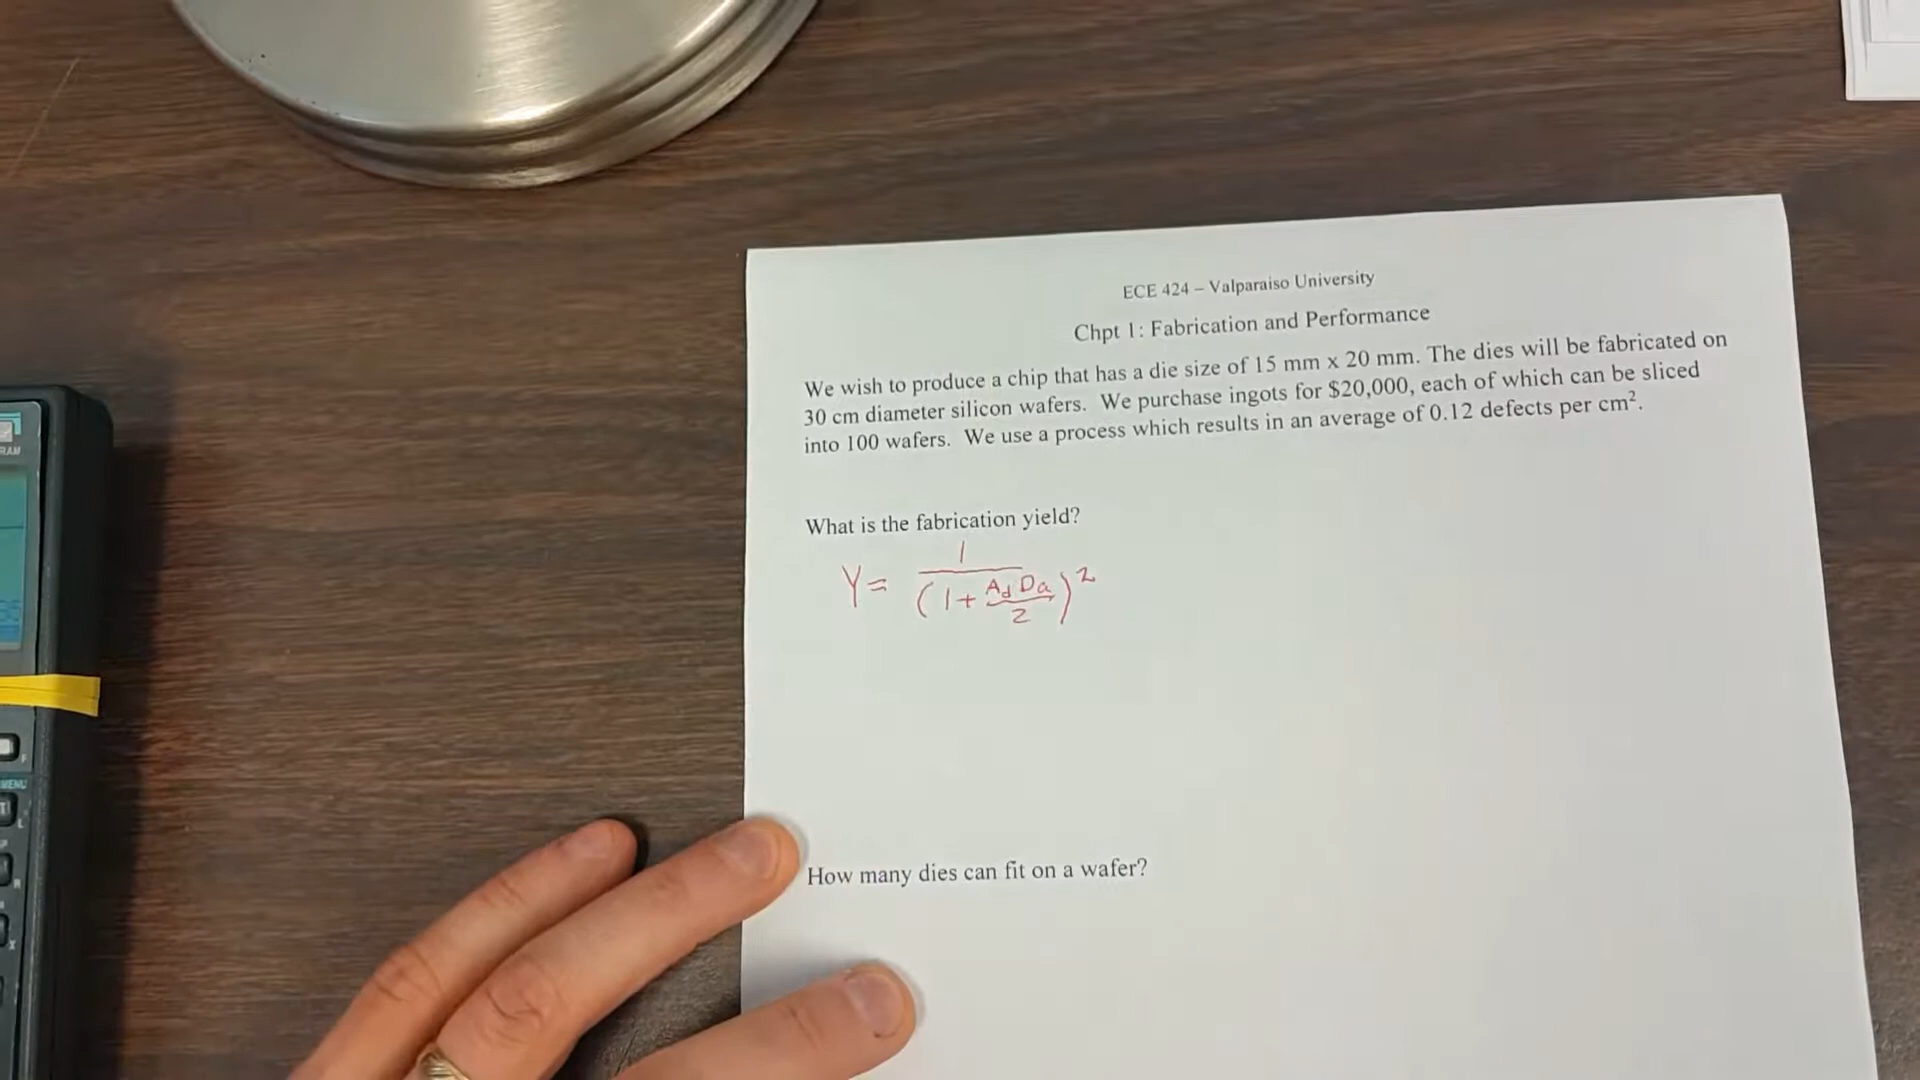 ECE 424 – Valparaiso University
Chpt 1: Fabrication and Performance
We wish to produce a chip that has a die size of 15 mm x 20 mm. The dies will be fabricated on
30 cm diameter silicon wafers. We purchase ingots for $20,000, each of which can be sliced
into 100 wafers. We use a process which results in an average of 0.12 defects per cm².
What is the fabrication yield?
Y = 1 / (1 + A_d D_a / 2)²
How many dies can fit on a wafer?
MENU